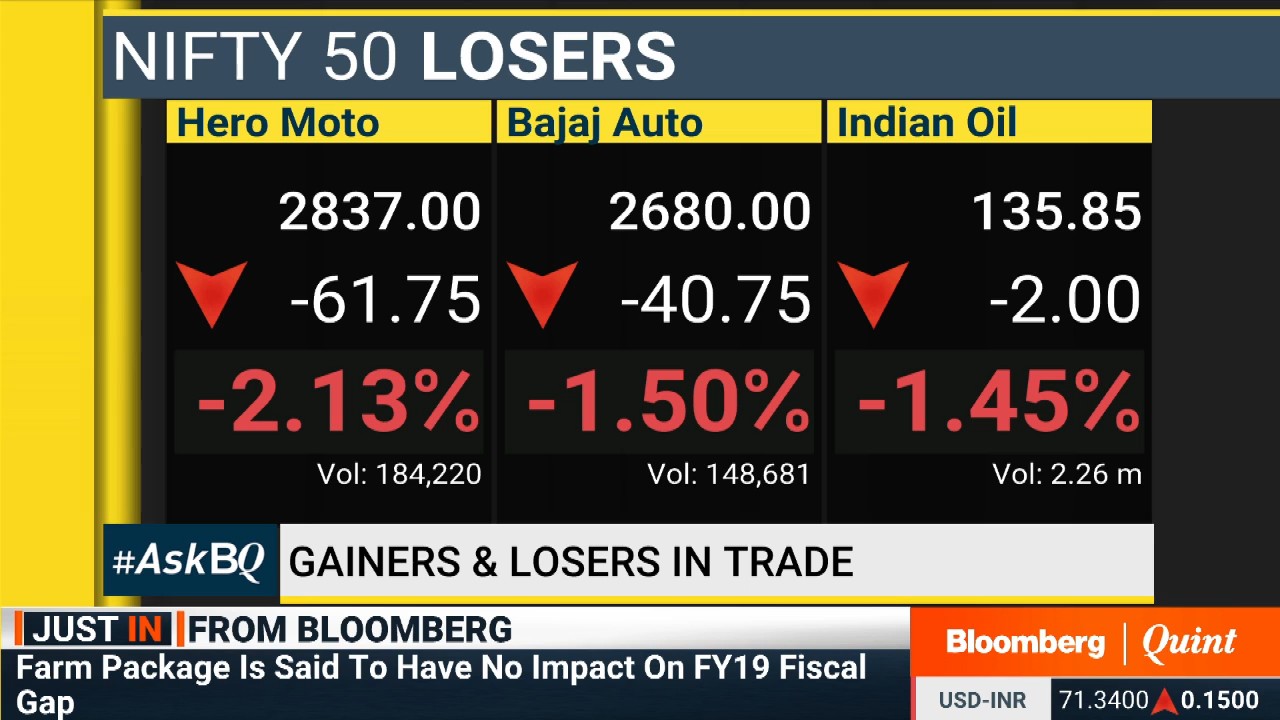 NIFTY 50 LOSERS
Hero Moto
2837.00
-61.75
-2.13%
Vol: 184,220
Bajaj Auto
2680.00
-40.75
-1.50%
Vol: 148,681
Indian Oil
135.85
-2.00
-1.45%
Vol: 2.26 m
#AskBQ
GAINERS & LOSERS IN TRADE
JUST IN FROM BLOOMBERG
Farm Package Is Said To Have No Impact On FY19 Fiscal
Gap
Bloomberg | Quint
USD-INR 71.3400 0.1500